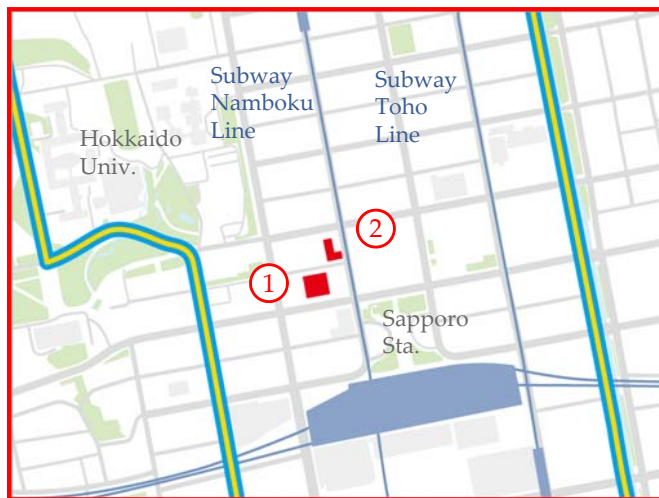 Subway
Namboku
Line
Subway
Toho
Line
Hokkaido
Univ.
2
1
Sapporo
Sta.